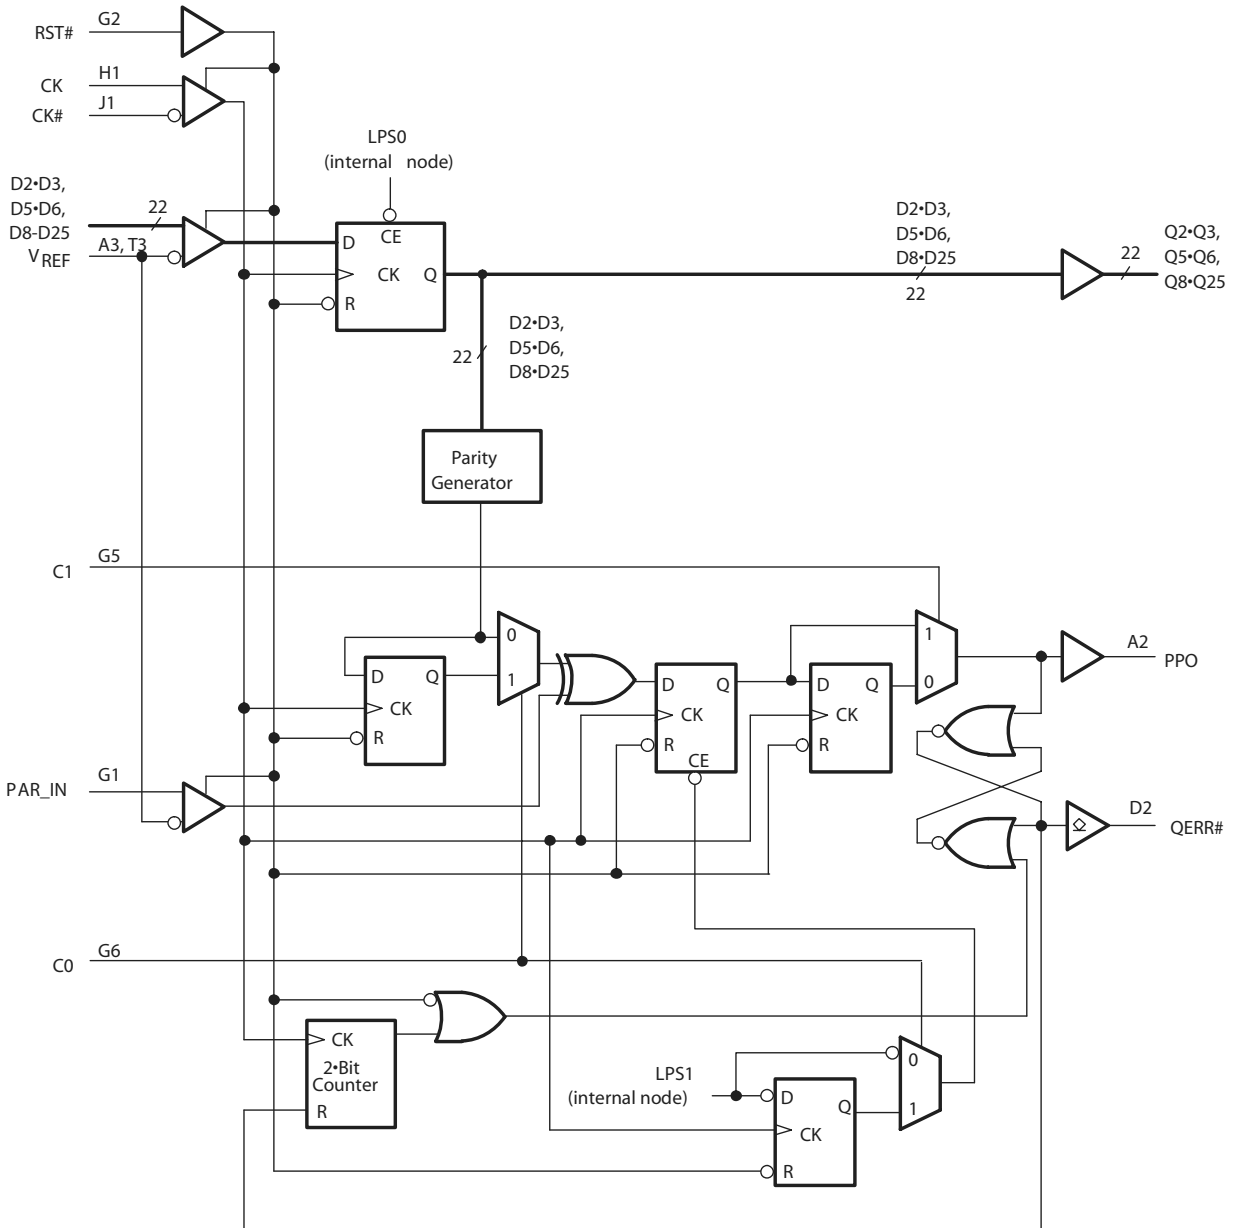 RST#
G2
CK
H1
CK#
J1
LPS0
(internal node)
D2•D3,
D5•D6,
D8-D25
22
VREF
A3, T3
D
CE
CK
Q
R
D2•D3,
D5•D6,
D8•D25
22
22
Q2•Q3,
Q5•Q6,
Q8•Q25
22
D2•D3,
D5•D6,
D8•D25
Parity
Generator
C1
G5
0
1
D
Q
CK
R
D
Q
CK
R
CE
D
Q
CK
R
1
0
A2
PPO
PAR_IN
G1
D2
QERR#
C0
G6
CK
2•Bit
Counter
R
LPS1
(internal node)
D
Q
CK
R
0
1